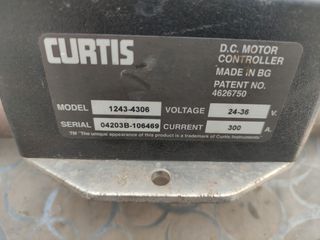 CURTIS
D.C. MOTOR
CONTROLLER
MADE IN BG
PATENT NO.
4626750
MODEL 1243-4306 VOLTAGE 24-36 V.
SERIAL 04203B-106469 CURRENT 300 A.
TM "The unique appearance of this product is a trademark of Curtis Instruments"